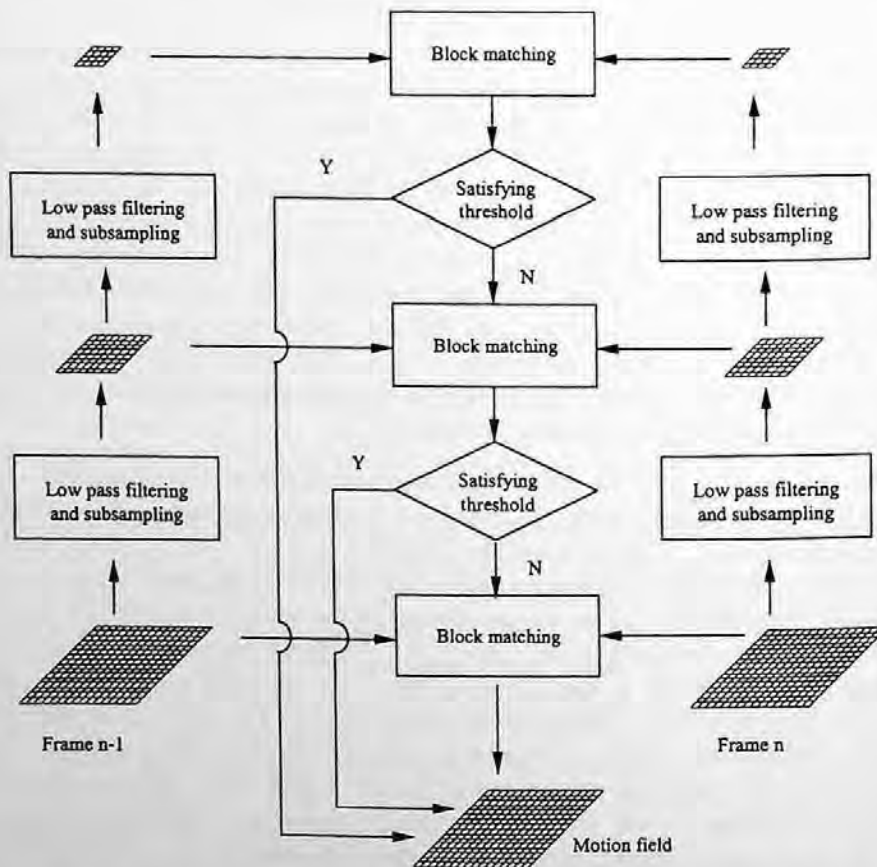 Block matching
Y
Satisfying
threshold
Low pass filtering
and subsampling
Low pass filtering
and subsampling
N
Block matching
Y
Satisfying
threshold
Low pass filtering
and subsampling
Low pass filtering
and subsampling
N
Block matching
Frame n-1
Frame n
Motion field